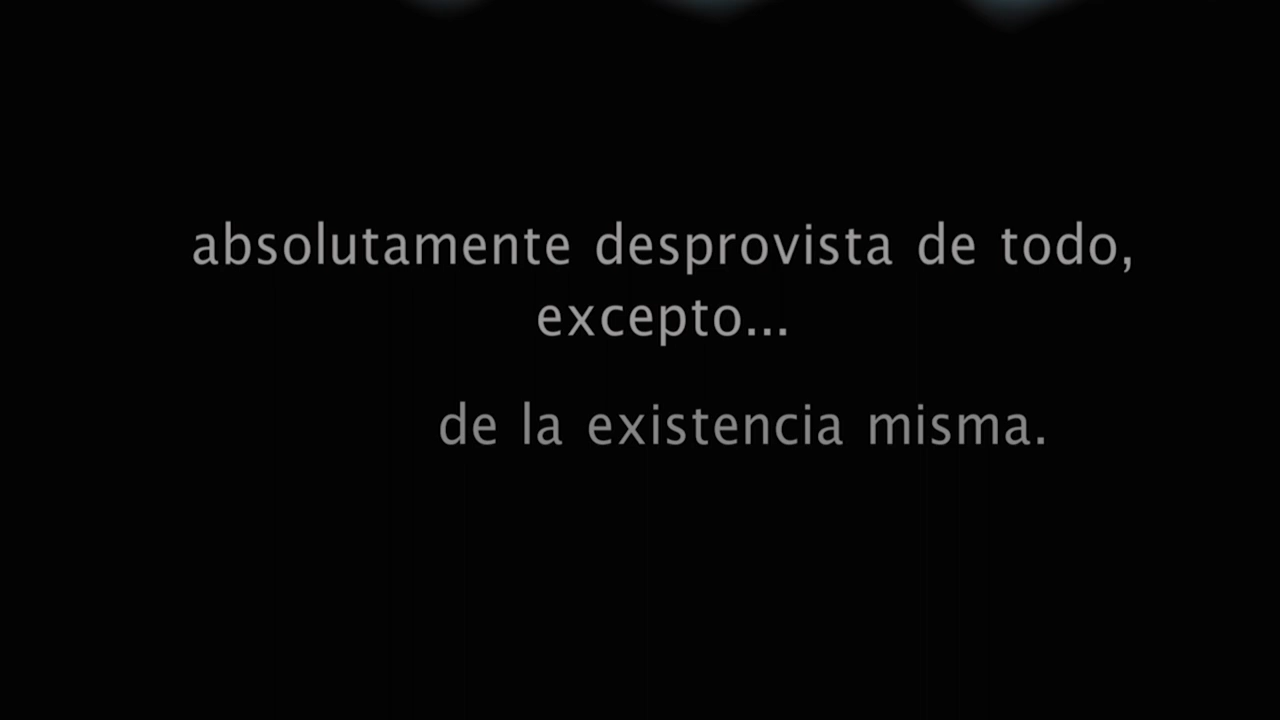 absolutamente desprovista de todo,
excepto...
de la existencia misma.